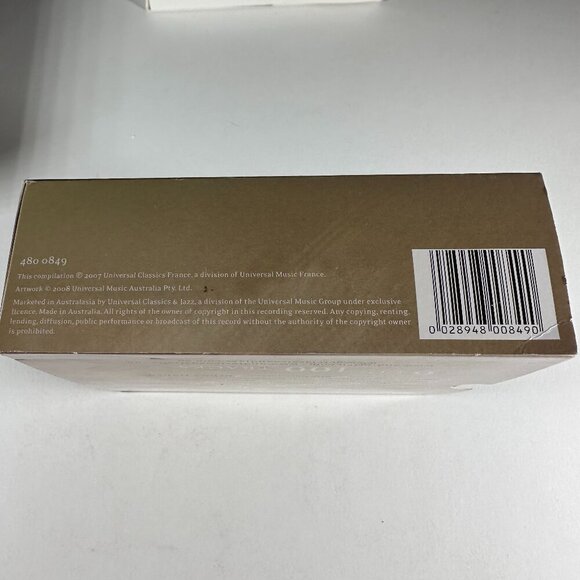 480 0849
This compilation ℗ 2007 Universal Classics France, a division of Universal Music France.
Artwork © 2008 Universal Music Australia Pty. Ltd.
Marketed in Australasia by Universal Classics & Jazz, a division of the Universal Music Group under exclusive
licence. Made in Australia. All rights of the owner of copyright in this recording reserved. Any copying, renting,
lending, diffusion, public performance or broadcast of this record without the authority of the copyright owner
is prohibited.
0 028948 008490